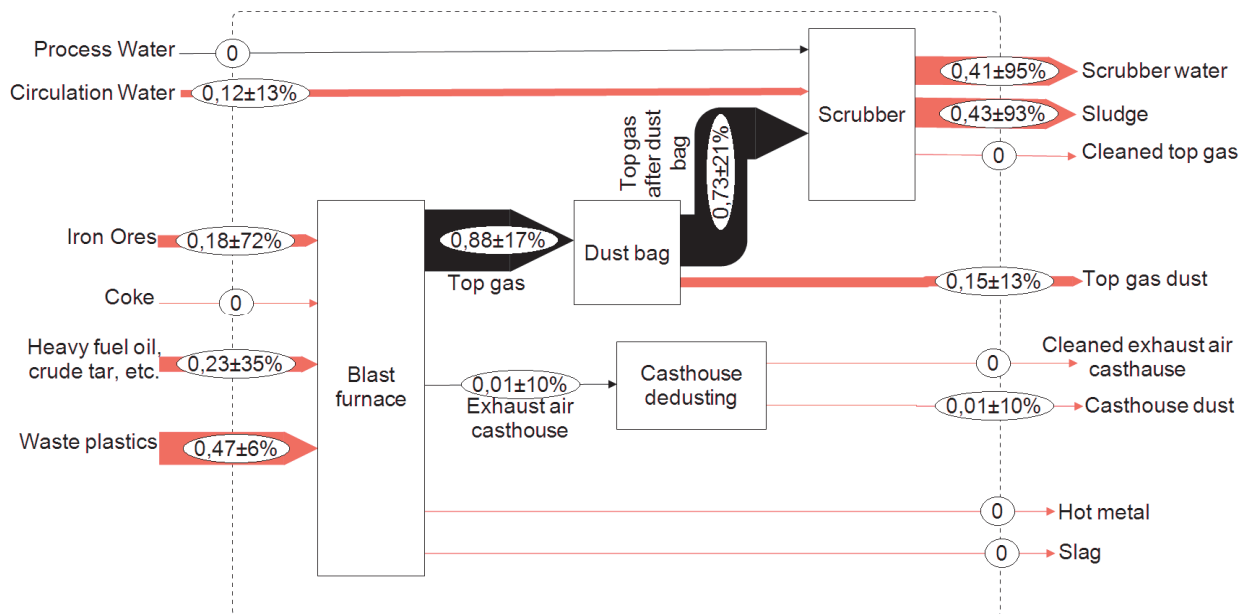 Process Water
0
Circulation Water
0,12±13%
Scrubber
0,41±95%
Scrubber water
0,43±93%
Sludge
0
Cleaned top gas
Top gas
after dust
bag
0,73±21%
Iron Ores
0,18±72%
0,88±17%
Top gas
Dust bag
Coke
0
0,15±13%
Top gas dust
Heavy fuel oil,
crude tar, etc.
0,23±35%
Blast
furnace
0,01±10%
Exhaust air
casthouse
Casthouse
dedusting
0
Cleaned exhaust air
casthause
0,01±10%
Casthouse dust
Waste plastics
0,47±6%
0
Hot metal
0
Slag